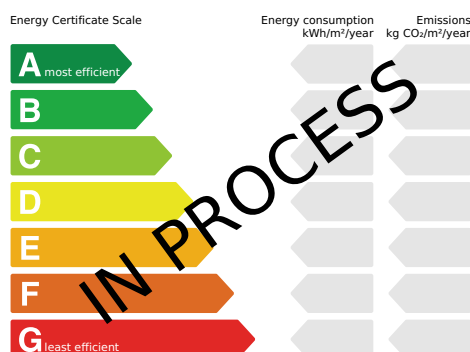 Energy Certificate Scale
Energy consumption
kWh/m²/year
Emissions
kg CO₂/m²/year
A most efficient
B
C
D
E
F
G least efficient
IN PROCESS